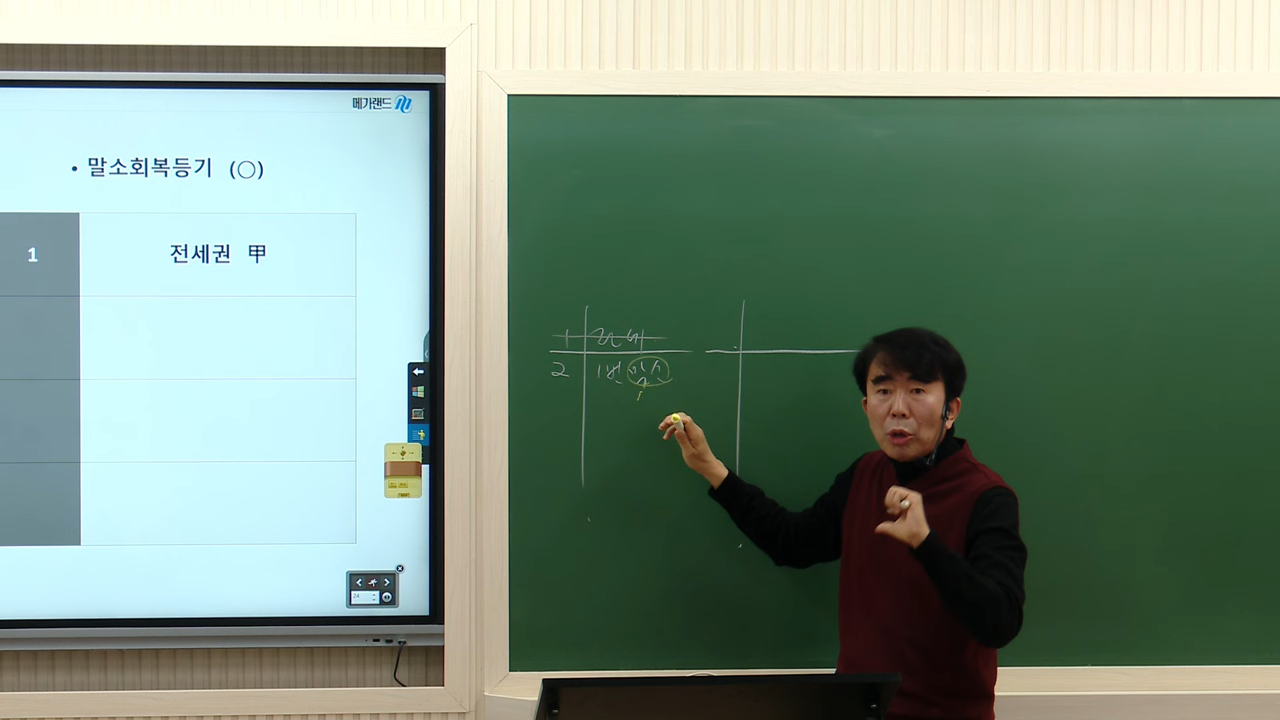 메가랜드
• 말소회복등기 (○)
1 전세권 甲
24
1 전세
2 1번 말소